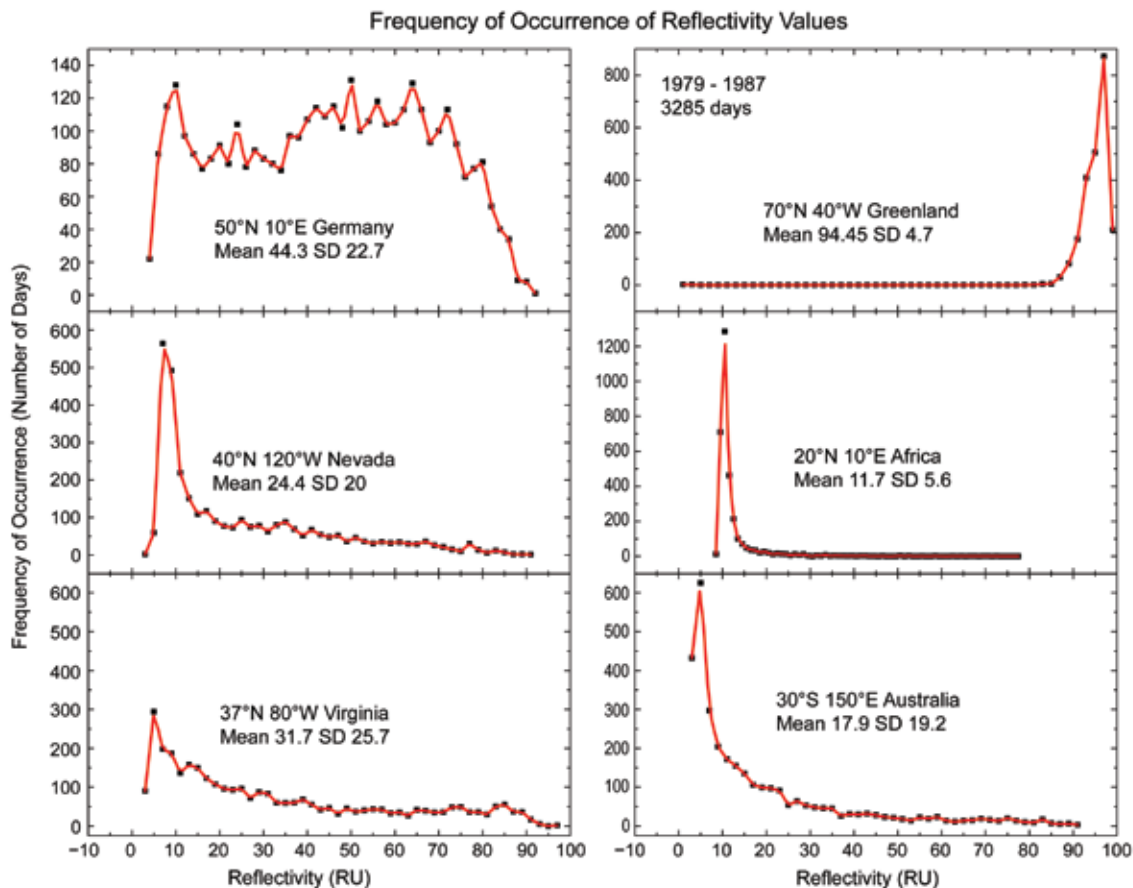 Frequency of Occurrence of Reflectivity Values
Frequency of Occurrence (Number of Days)
140
120
100
80
60
40
20
0
50°N 10°E Germany
Mean 44.3 SD 22.7
800
600
400
200
0
1979 - 1987
3285 days
70°N 40°W Greenland
Mean 94.45 SD 4.7
600
500
400
300
200
100
0
40°N 120°W Nevada
Mean 24.4 SD 20
1200
1000
800
600
400
200
0
20°N 10°E Africa
Mean 11.7 SD 5.6
600
500
400
300
200
100
0
37°N 80°W Virginia
Mean 31.7 SD 25.7
−10 0 10 20 30 40 50 60 70 80 90 100
Reflectivity (RU)
600
500
400
300
200
100
0
30°S 150°E Australia
Mean 17.9 SD 19.2
−10 0 10 20 30 40 50 60 70 80 90 100
Reflectivity (RU)